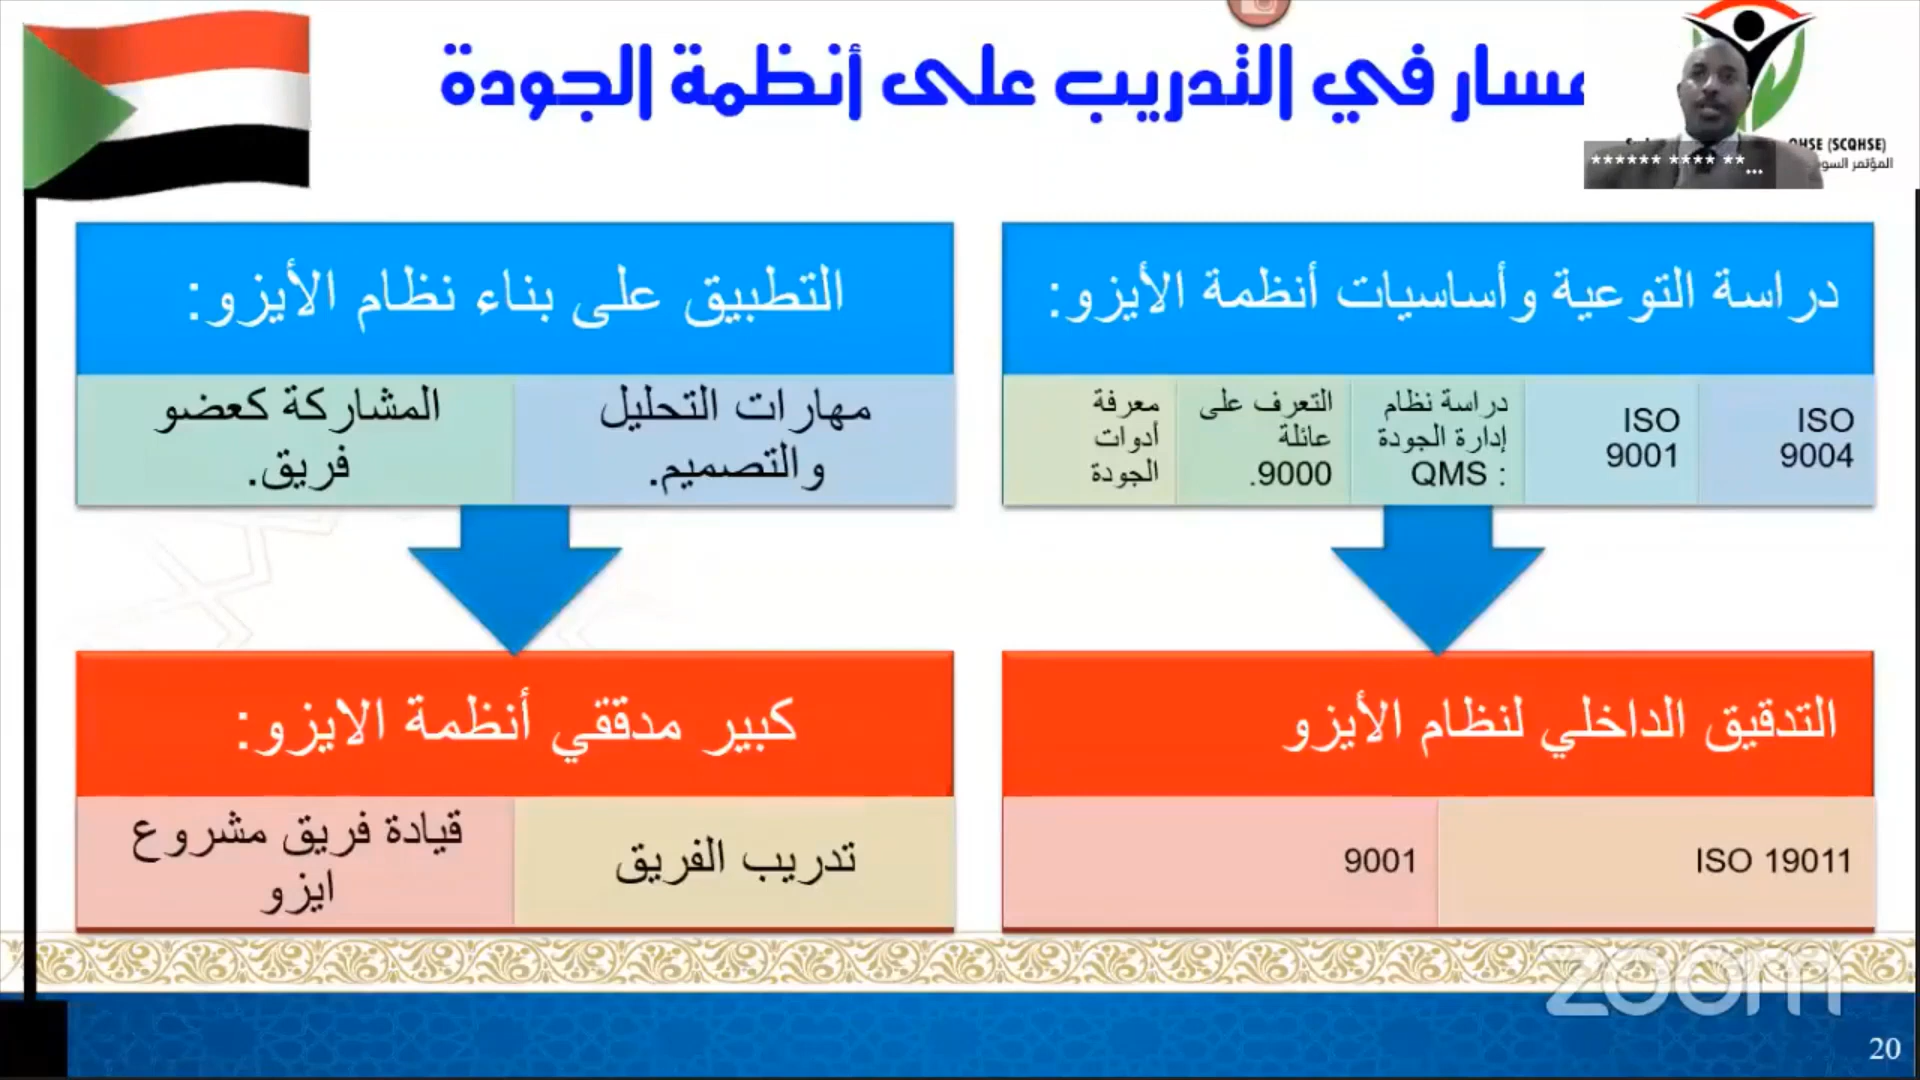 مسار في التدريب على أنظمة الجودة
QHSE (SCQHSE)
****** **** **...
دراسة التوعية وأساسيات أنظمة الأيزو:
ISO
9004
ISO
9001
دراسة نظام
إدارة الجودة
QMS :
التعرف على
عائلة
9000.
معرفة
أدوات
الجودة
التطبيق على بناء نظام الأيزو:
مهارات التحليل
والتصميم.
المشاركة كعضو
فريق.
التدقيق الداخلي لنظام الأيزو
ISO 19011
9001
كبير مدققي أنظمة الايزو:
تدريب الفريق
قيادة فريق مشروع
ايزو
zoom
20